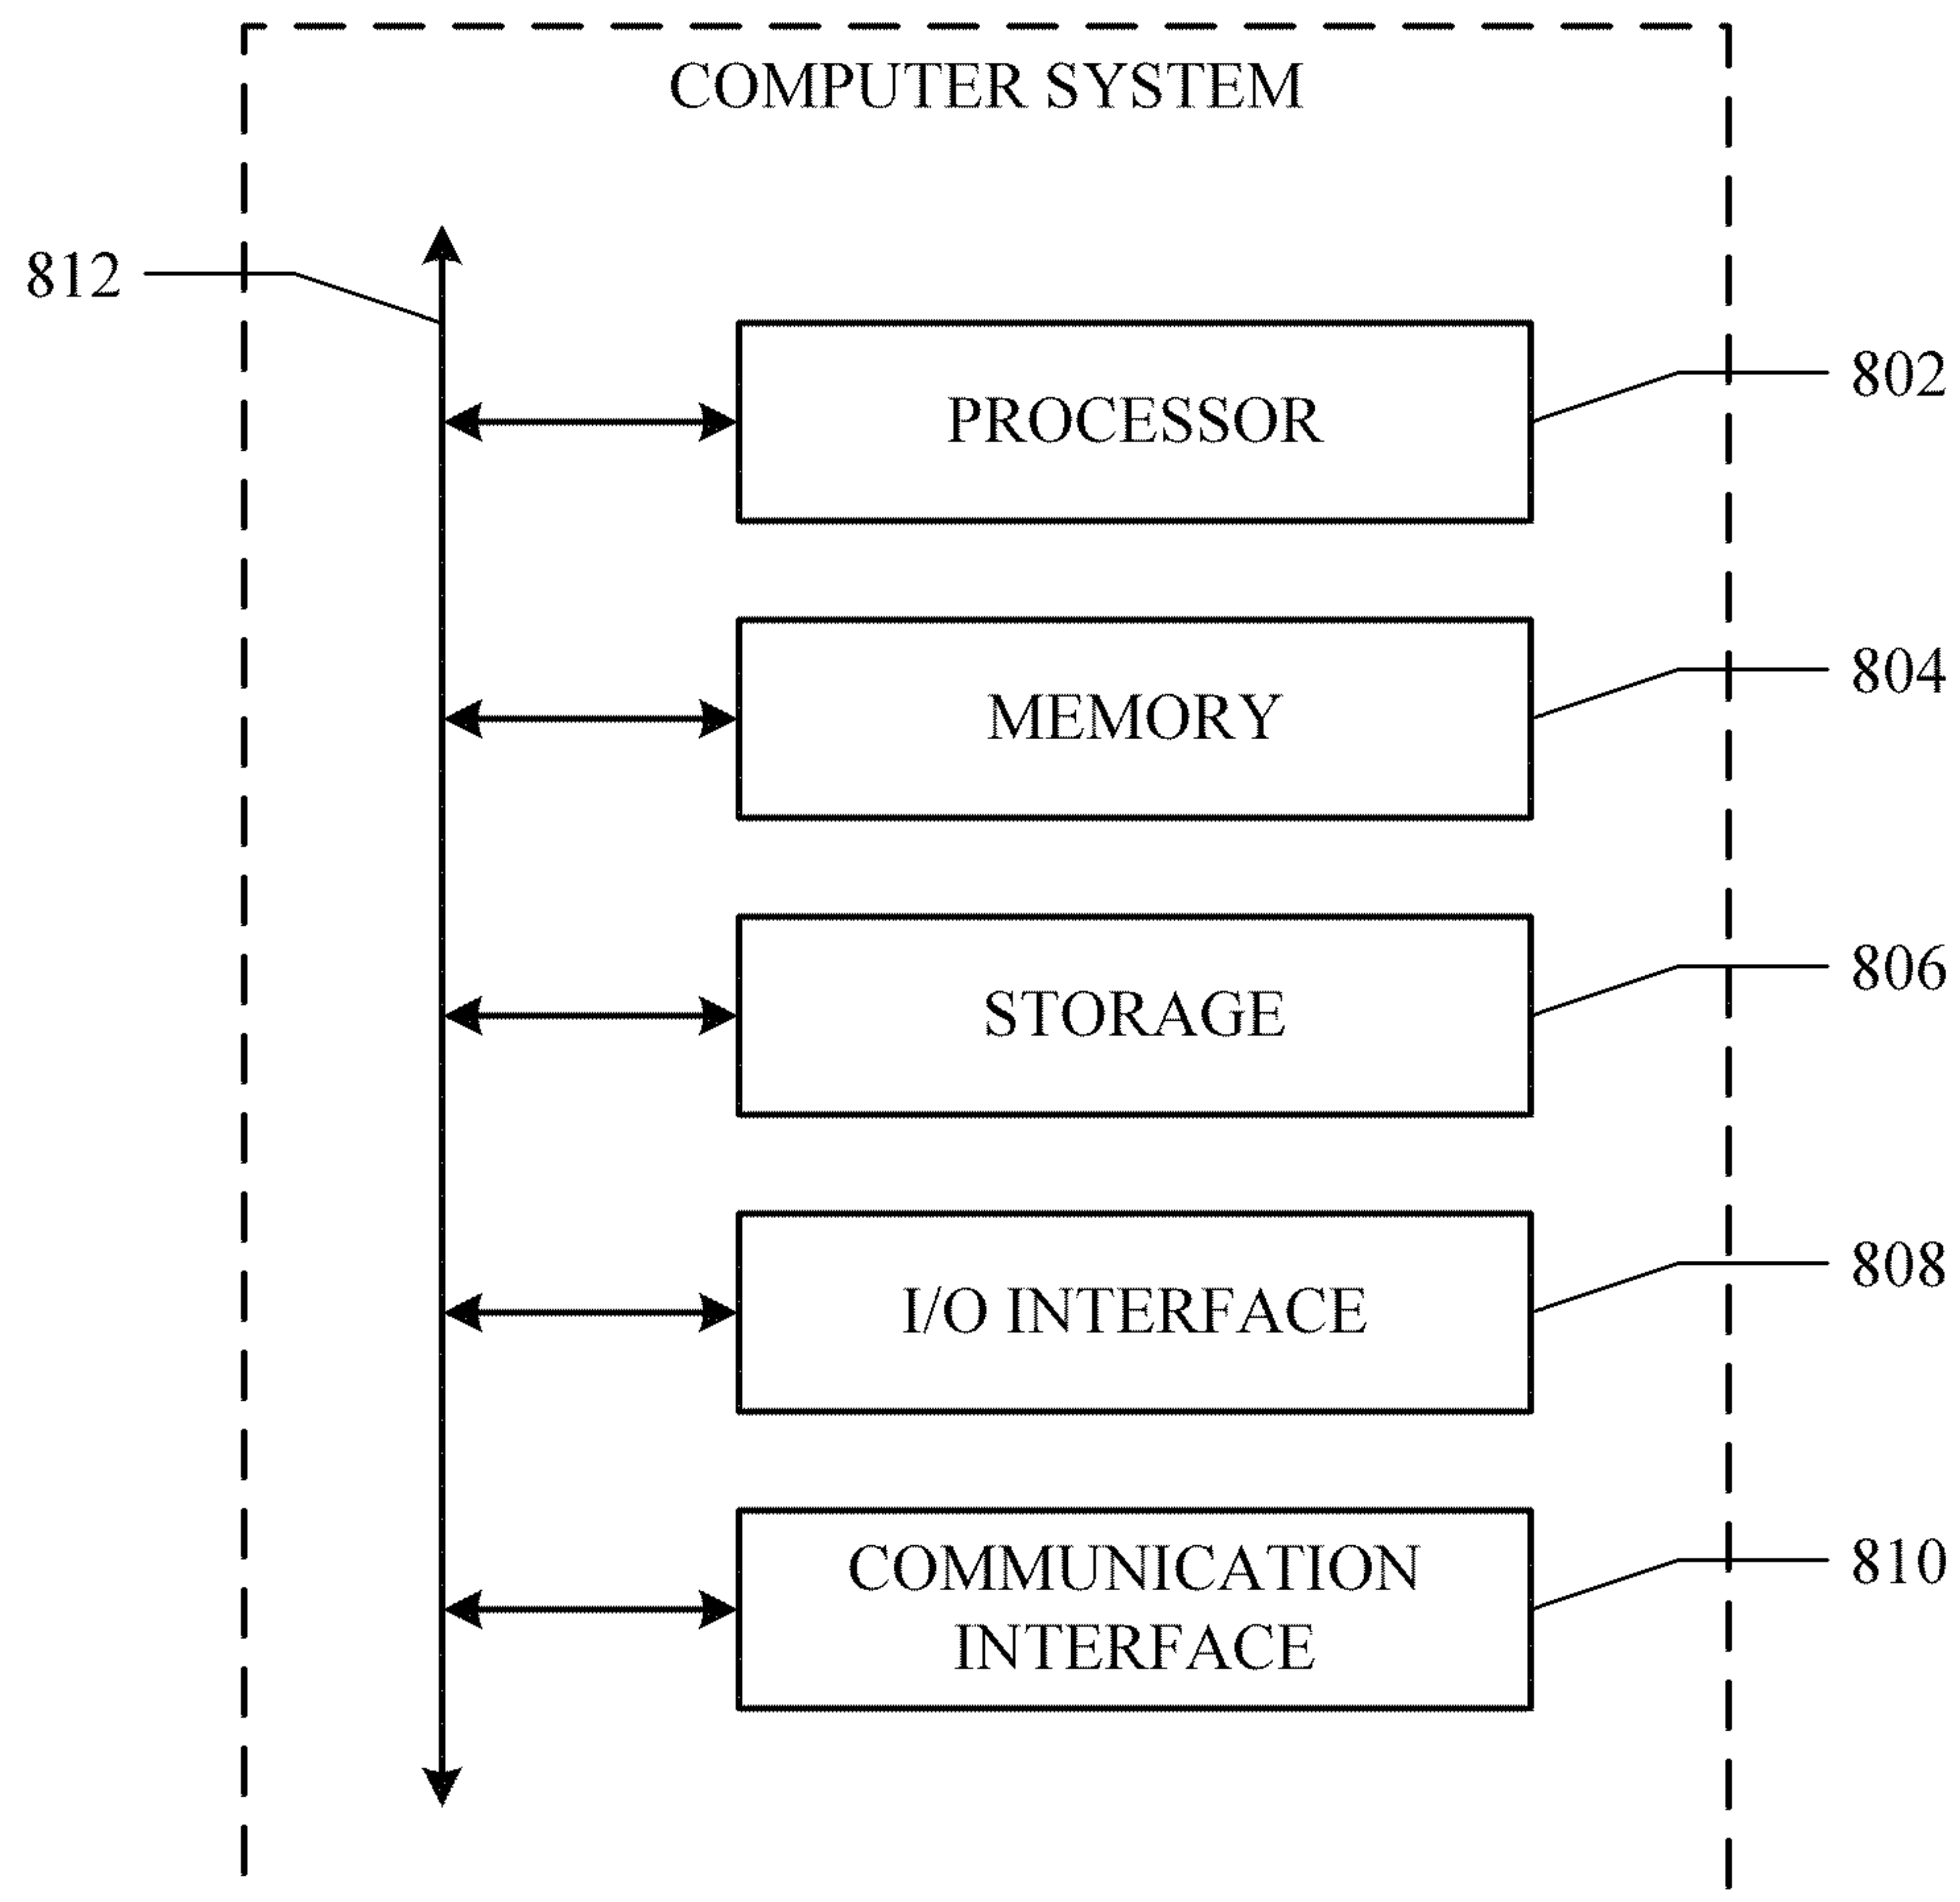 COMPUTER SYSTEM
812
PROCESSOR
802
MEMORY
804
STORAGE
806
I/O INTERFACE
808
COMMUNICATION
INTERFACE
810